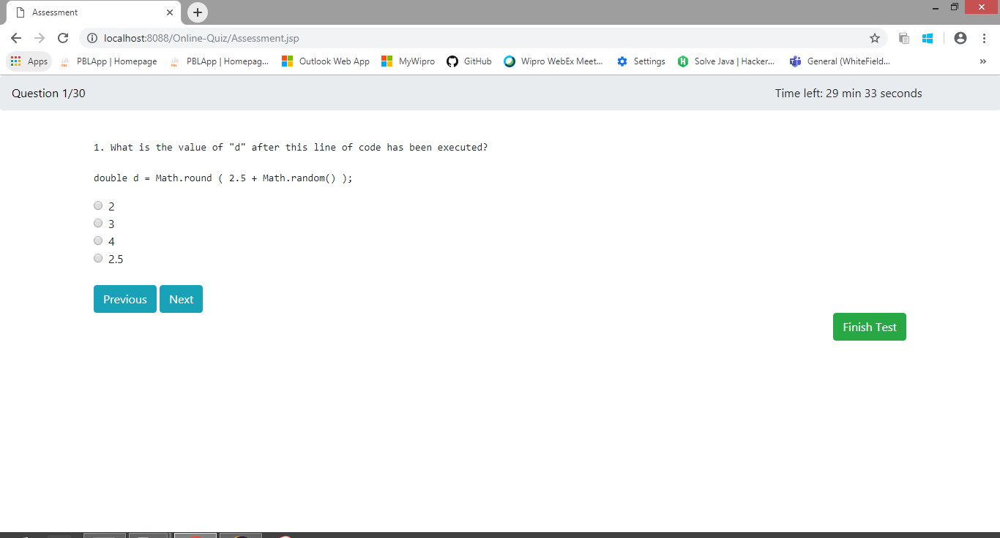 Assessment
localhost:8088/Online-Quiz/Assessment.jsp
Apps PBLApp | Homepage PBLApp | Homepag... Outlook Web App MyWipro GitHub Wipro WebEx Meet... Settings Solve Java | Hacker... General (WhiteField... »
Question 1/30 Time left: 29 min 33 seconds
1. What is the value of "d" after this line of code has been executed?
double d = Math.round ( 2.5 + Math.random() );
2
3
4
2.5
Previous Next
Finish Test